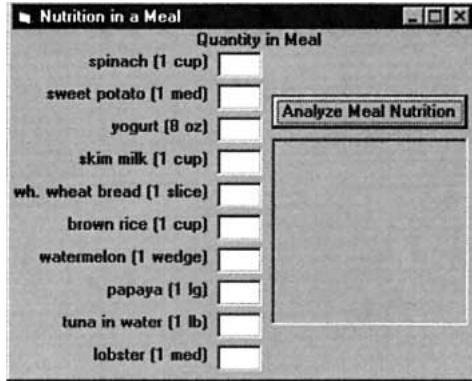 Nutrition in a Meal
Quantity in Meal
spinach (1 cup)
sweet potato (1 med)
Analyze Meal Nutrition
yogurt (8 oz)
skim milk (1 cup)
wh. wheat bread (1 slice)
brown rice (1 cup)
watermelon (1 wedge)
papaya (1 lg)
tuna in water (1 lb)
lobster (1 med)